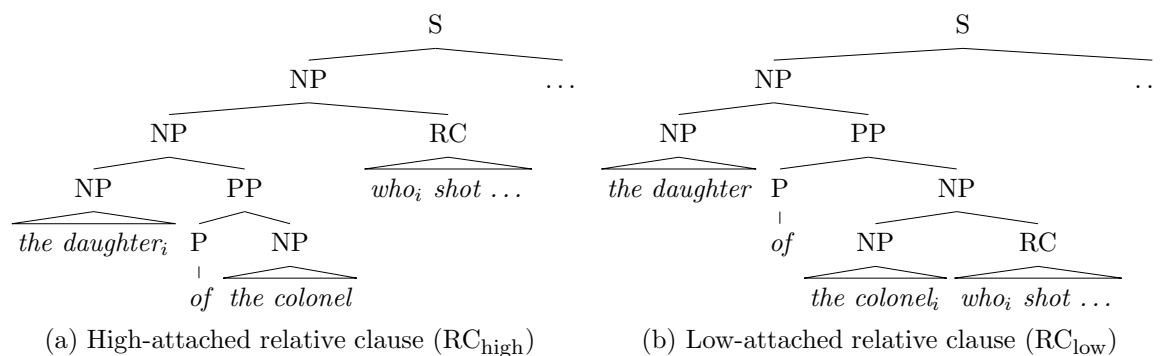 S S
NP … NP ..
NP RC NP PP
NP PP who_i shot … the daughter P NP
the daughter_i P NP of NP RC
of the colonel the colonel_i who_i shot …
(a) High-attached relative clause (RC_high) (b) Low-attached relative clause (RC_low)